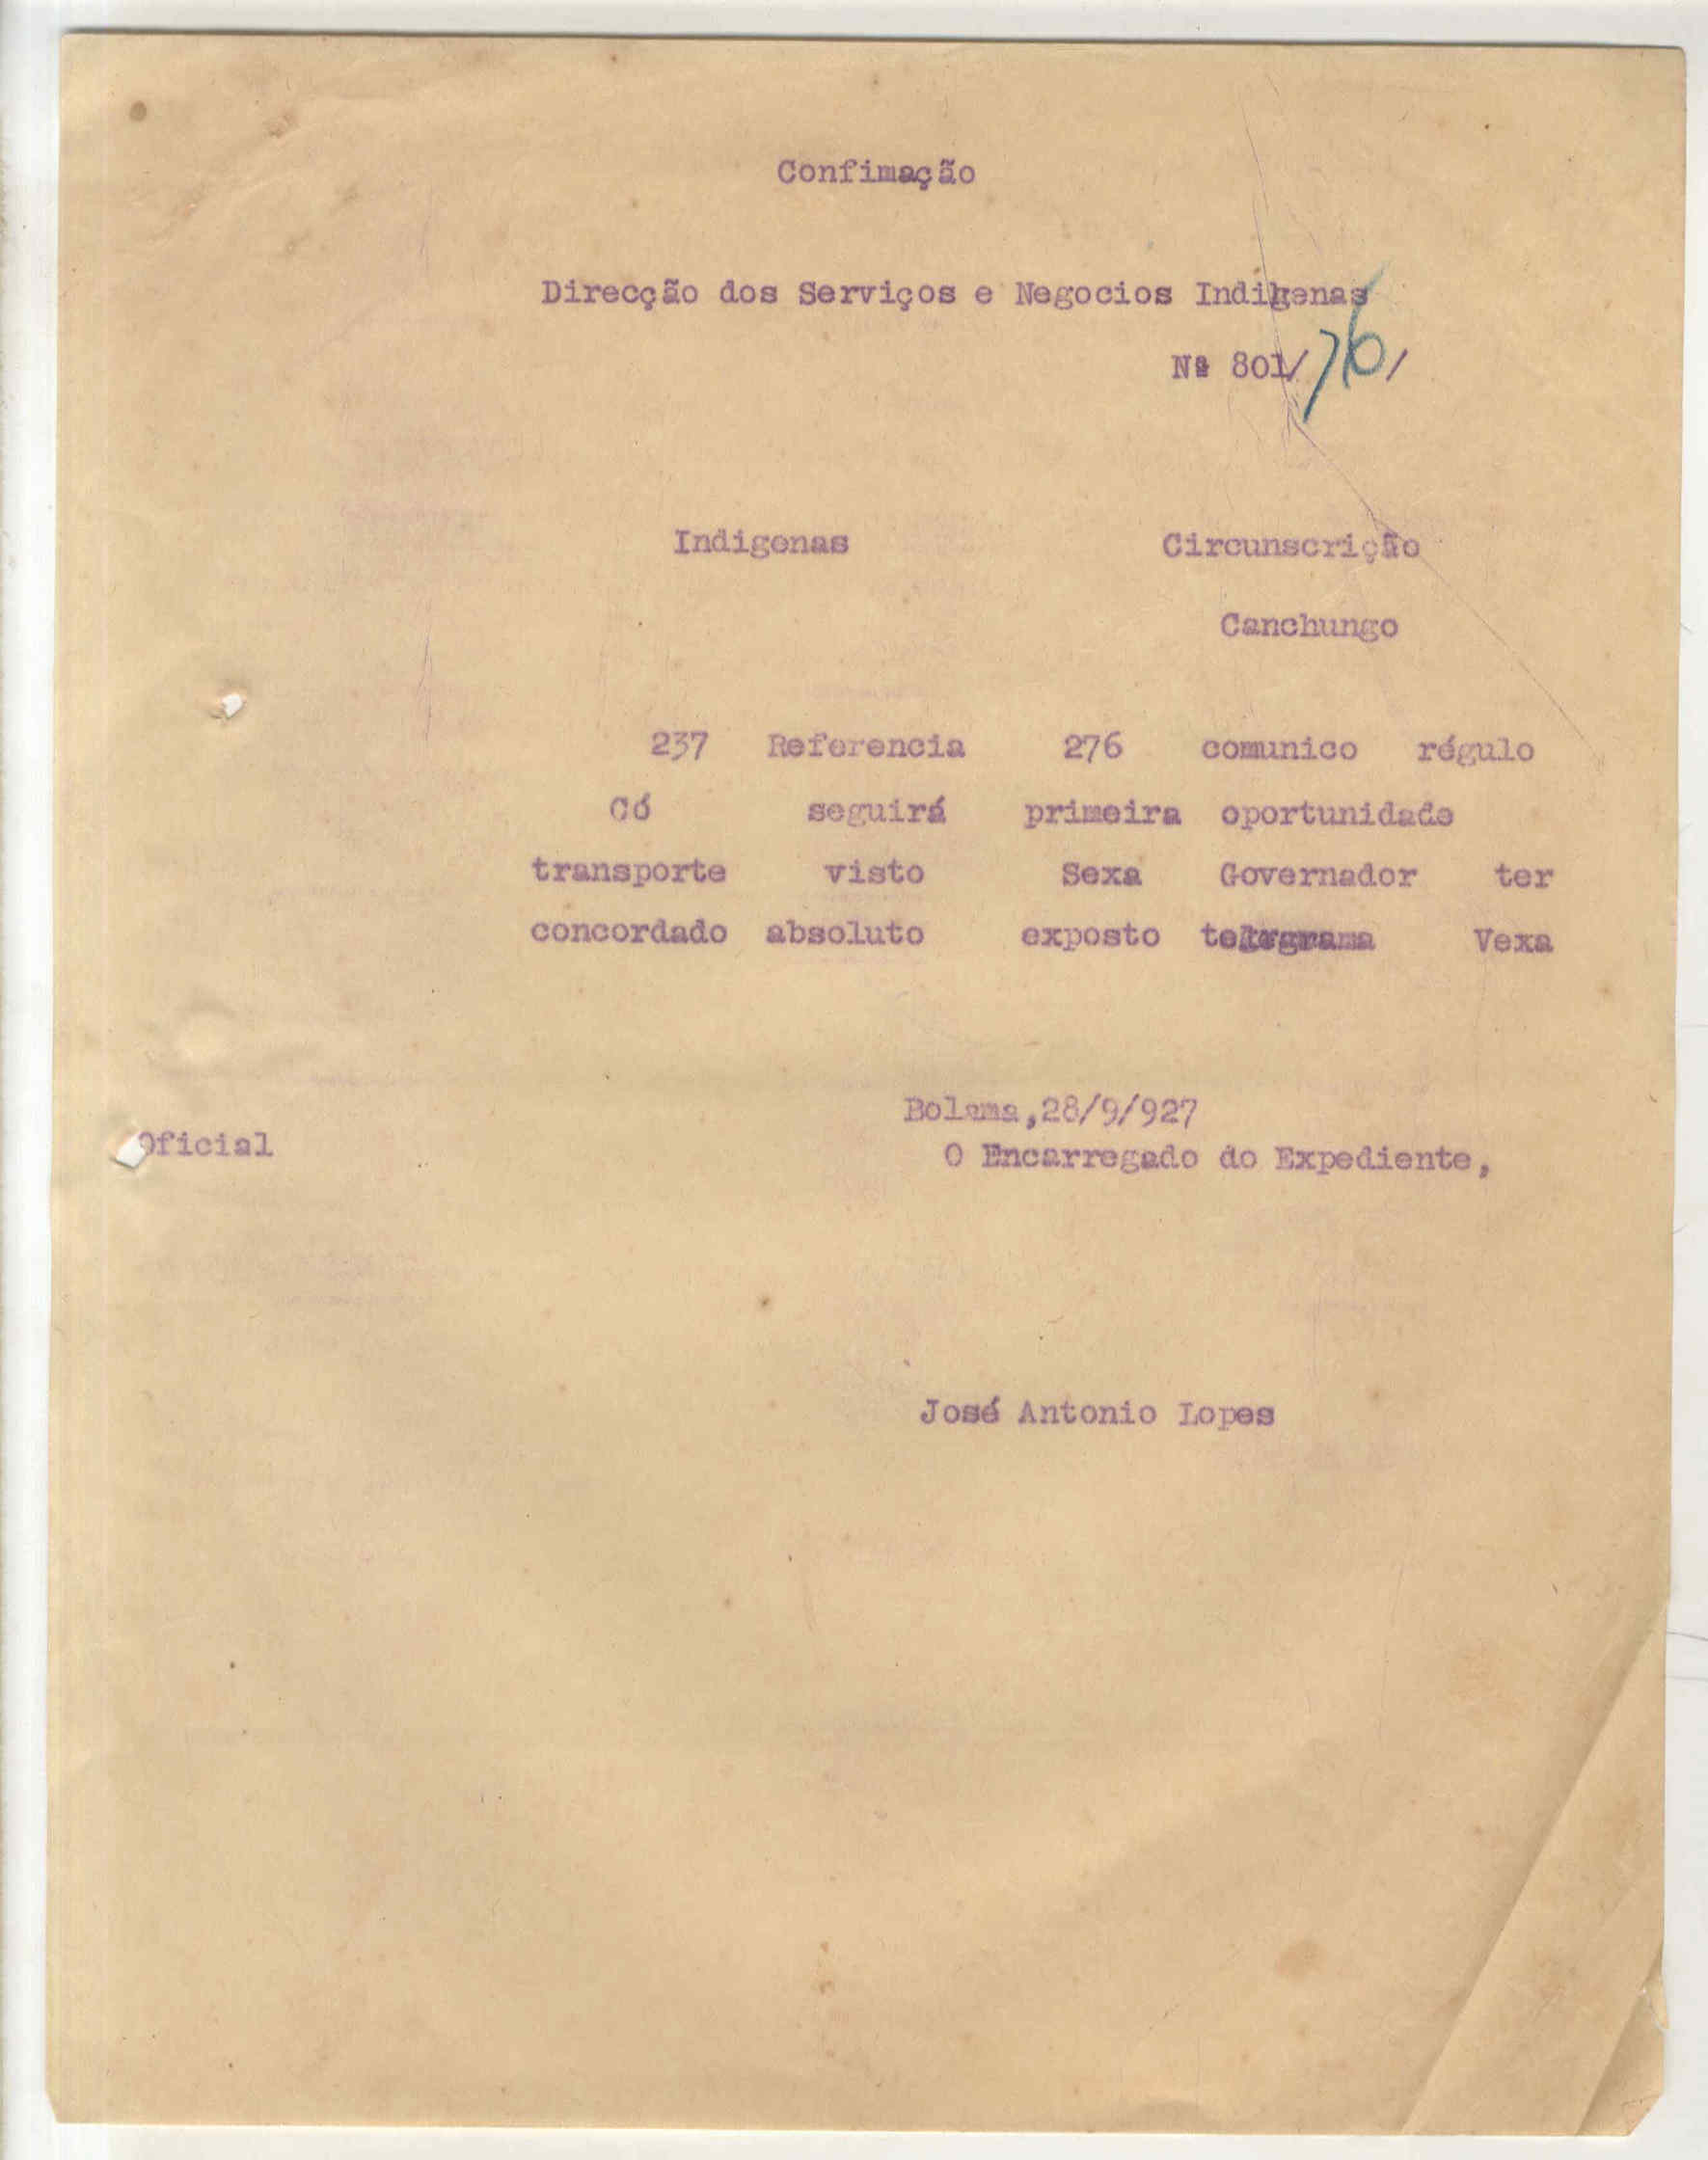 Confimação
Direcção dos Serviços e Negocios Indigenas
Nº 801/76/
Indigenas Circunscrição
Canchungo
237 Referencia 276 comunico régulo
Có seguirá primeira oportunidade
transporte visto Sexa Governador ter
concordado absoluto exposto telegrama Vexa
Bolama,28/9/927
Oficial
O Encarregado do Expediente,
José Antonio Lopes